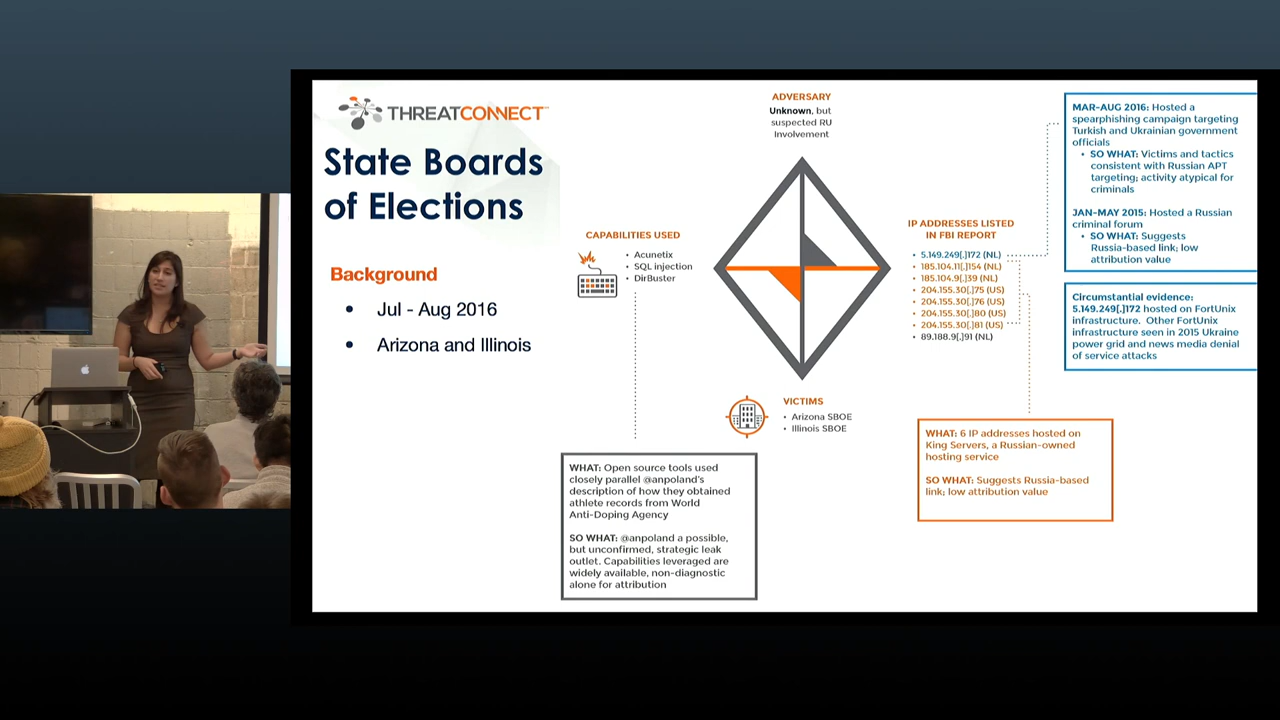 THREATCONNECT™
State Boards
of Elections
Background
• Jul - Aug 2016
• Arizona and Illinois
ADVERSARY
Unknown, but
suspected RU
Involvement
CAPABILITIES USED
• Acunetix
• SQL injection
• DirBuster
IP ADDRESSES LISTED
IN FBI REPORT
• 5.149.249[.]172 (NL)
• 185.104.11[.]154 (NL)
• 185.104.9[.]39 (NL)
• 204.155.30[.]75 (US)
• 204.155.30[.]76 (US)
• 204.155.30[.]80 (US)
• 204.155.30[.]81 (US)
• 89.188.9[.]91 (NL)
VICTIMS
• Arizona SBOE
• Illinois SBOE
WHAT: Open source tools used
closely parallel @anpoland's
description of how they obtained
athlete records from World
Anti-Doping Agency
SO WHAT: @anpoland a possible,
but unconfirmed, strategic leak
outlet. Capabilities leveraged are
widely available, non-diagnostic
alone for attribution
MAR-AUG 2016: Hosted a
spearphishing campaign targeting
Turkish and Ukrainian government
officials
• SO WHAT: Victims and tactics
consistent with Russian APT
targeting; activity atypical for
criminals
JAN-MAY 2015: Hosted a Russian
criminal forum
• SO WHAT: Suggests
Russia-based link; low
attribution value
Circumstantial evidence:
5.149.249[.]172 hosted on FortUnix
infrastructure. Other FortUnix
infrastructure seen in 2015 Ukraine
power grid and news media denial
of service attacks
WHAT: 6 IP addresses hosted on
King Servers, a Russian-owned
hosting service
SO WHAT: Suggests Russia-based
link; low attribution value